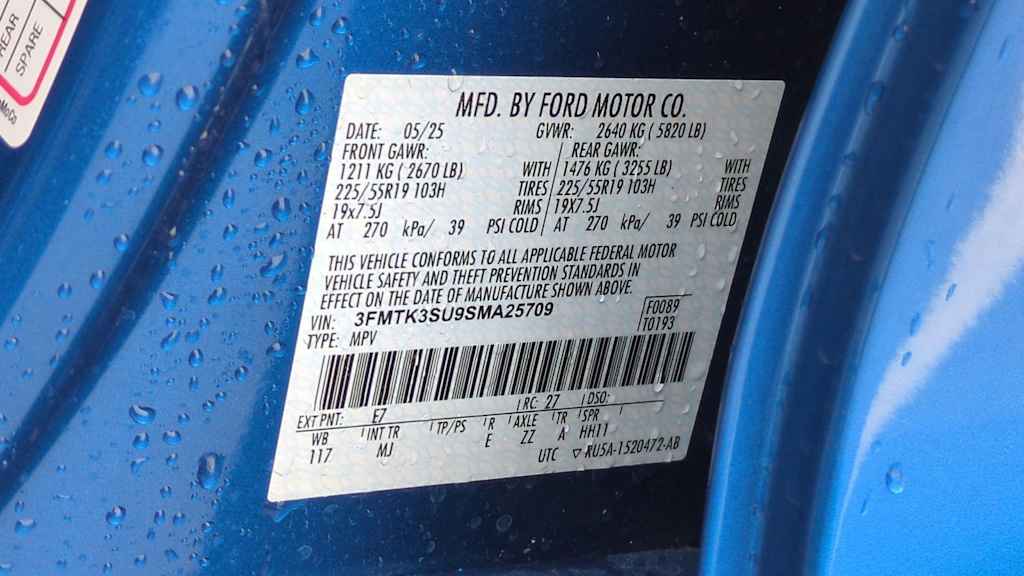 REAR
SPARE
MFD. BY FORD MOTOR CO.
DATE: 05/25 GVWR: 2640 KG ( 5820 LB)
FRONT GAWR: REAR GAWR:
1211 KG ( 2670 LB) WITH 1476 KG ( 3255 LB) WITH
225/55R19 103H TIRES 225/55R19 103H TIRES
19x7.5J RIMS 19X7.5J RIMS
AT 270 kPa/ 39 PSI COLD AT 270 kPa/ 39 PSI COLD
THIS VEHICLE CONFORMS TO ALL APPLICABLE FEDERAL MOTOR
VEHICLE SAFETY AND THEFT PREVENTION STANDARDS IN
EFFECT ON THE DATE OF MANUFACTURE SHOWN ABOVE.
VIN: 3FMTK3SU9SMA25709 F0089
TYPE: MPV T0193
EXT PNT: E7 RC: 27 DSO:
WB INT TR TP/PS R AXLE TR SPR
117 MJ E ZZ A HH11
UTC ▽ RU5A-1520472-AB